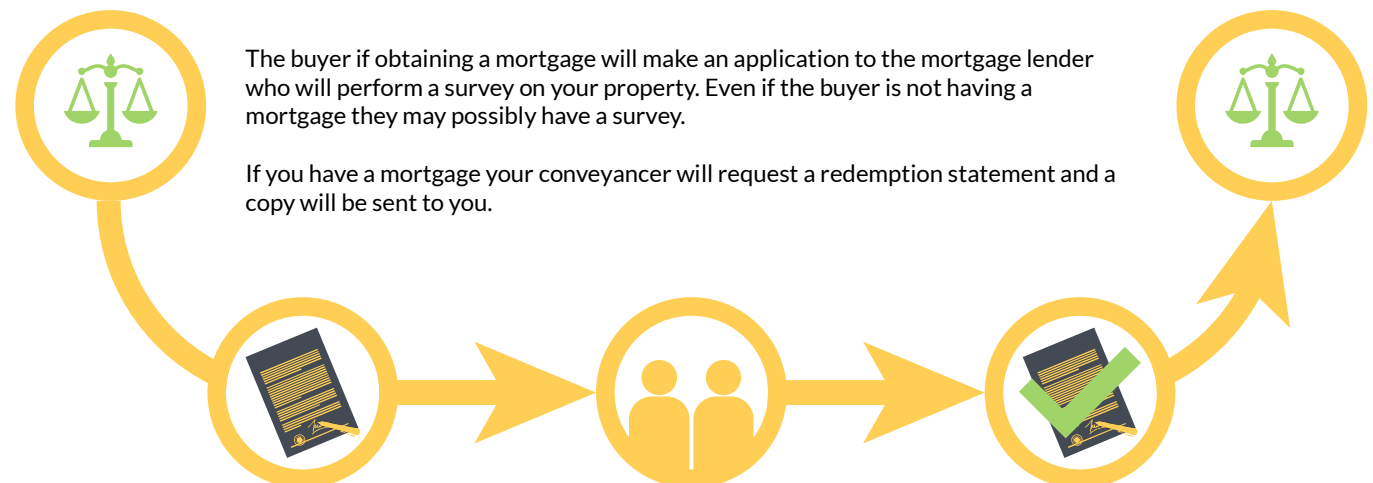 The buyer if obtaining a mortgage will make an application to the mortgage lender
who will perform a survey on your property. Even if the buyer is not having a
mortgage they may possibly have a survey.
If you have a mortgage your conveyancer will request a redemption statement and a
copy will be sent to you.